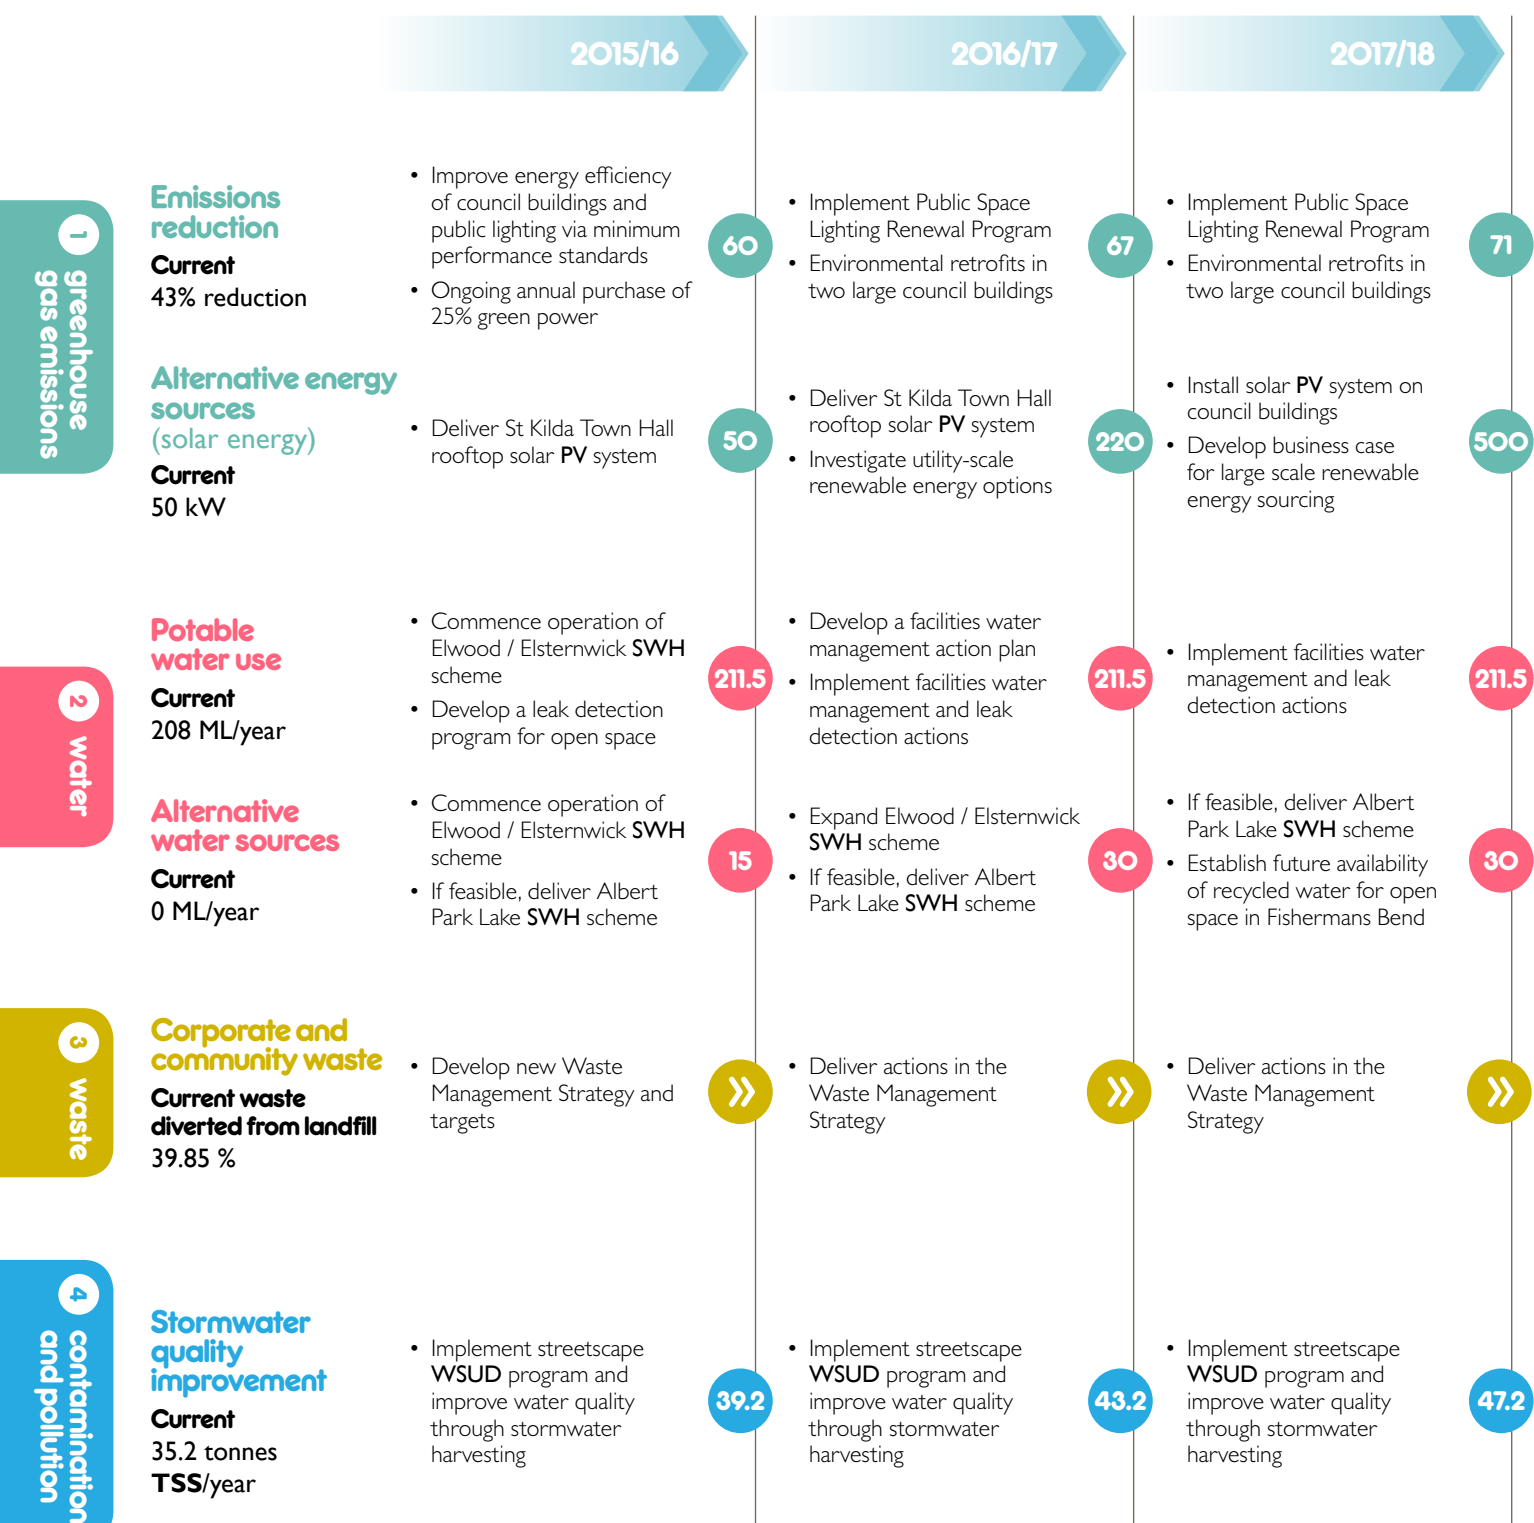 2015/16
2016/17
2017/18
1
greenhouse
gas emissions
Emissions
reduction
Current
43% reduction
• Improve energy efficiency
of council buildings and
public lighting via minimum
performance standards
• Ongoing annual purchase of
25% green power
60
• Implement Public Space
Lighting Renewal Program
• Environmental retrofits in
two large council buildings
67
• Implement Public Space
Lighting Renewal Program
• Environmental retrofits in
two large council buildings
71
Alternative energy
sources
(solar energy)
Current
50 kW
• Deliver St Kilda Town Hall
rooftop solar PV system
50
• Deliver St Kilda Town Hall
rooftop solar PV system
• Investigate utility-scale
renewable energy options
220
• Install solar PV system on
council buildings
• Develop business case
for large scale renewable
energy sourcing
500
2
water
Potable
water use
Current
208 ML/year
• Commence operation of
Elwood / Elsternwick SWH
scheme
• Develop a leak detection
program for open space
211.5
• Develop a facilities water
management action plan
• Implement facilities water
management and leak
detection actions
211.5
• Implement facilities water
management and leak
detection actions
211.5
Alternative
water sources
Current
0 ML/year
• Commence operation of
Elwood / Elsternwick SWH
scheme
• If feasible, deliver Albert
Park Lake SWH scheme
15
• Expand Elwood / Elsternwick
SWH scheme
• If feasible, deliver Albert
Park Lake SWH scheme
30
• If feasible, deliver Albert
Park Lake SWH scheme
• Establish future availability
of recycled water for open
space in Fishermans Bend
30
3
waste
Corporate and
community waste
Current waste
diverted from landfill
39.85 %
• Develop new Waste
Management Strategy and
targets
»
• Deliver actions in the
Waste Management
Strategy
»
• Deliver actions in the
Waste Management
Strategy
»
4
contamination
and pollution
Stormwater
quality
improvement
Current
35.2 tonnes
TSS/year
• Implement streetscape
WSUD program and
improve water quality
through stormwater
harvesting
39.2
• Implement streetscape
WSUD program and
improve water quality
through stormwater
harvesting
43.2
• Implement streetscape
WSUD program and
improve water quality
through stormwater
harvesting
47.2